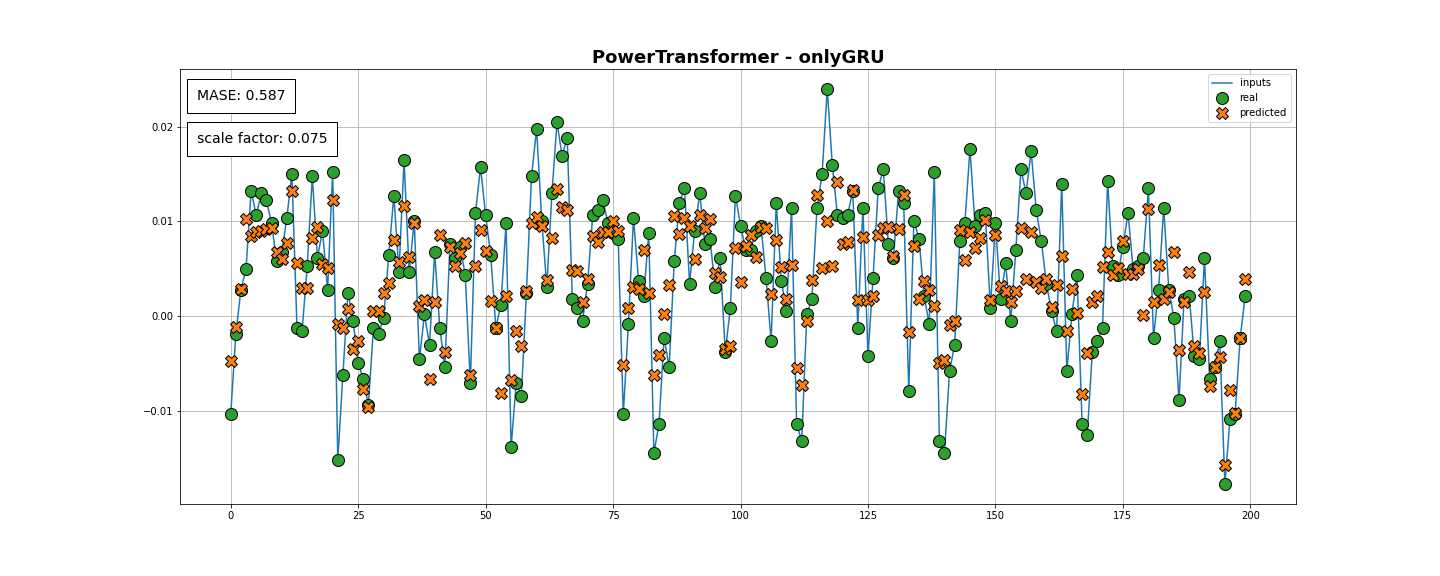 PowerTransformer - onlyGRU
MASE: 0.587
scale factor: 0.075
inputs
real
predicted
0.02
0.01
0.00
−0.01
0 25 50 75 100 125 150 175 200